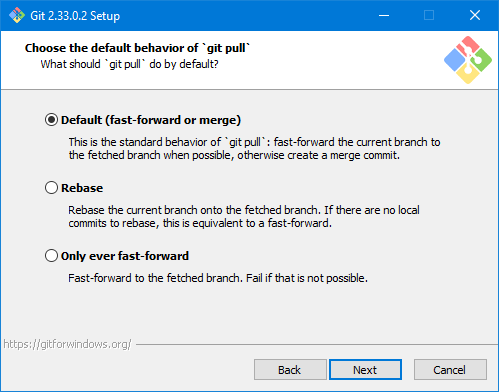 Git 2.33.0.2 Setup
Choose the default behavior of `git pull`
What should `git pull` do by default?
Default (fast-forward or merge)
This is the standard behavior of `git pull`: fast-forward the current branch to
the fetched branch when possible, otherwise create a merge commit.
Rebase
Rebase the current branch onto the fetched branch. If there are no local
commits to rebase, this is equivalent to a fast-forward.
Only ever fast-forward
Fast-forward to the fetched branch. Fail if that is not possible.
https://gitforwindows.org/
Back
Next
Cancel